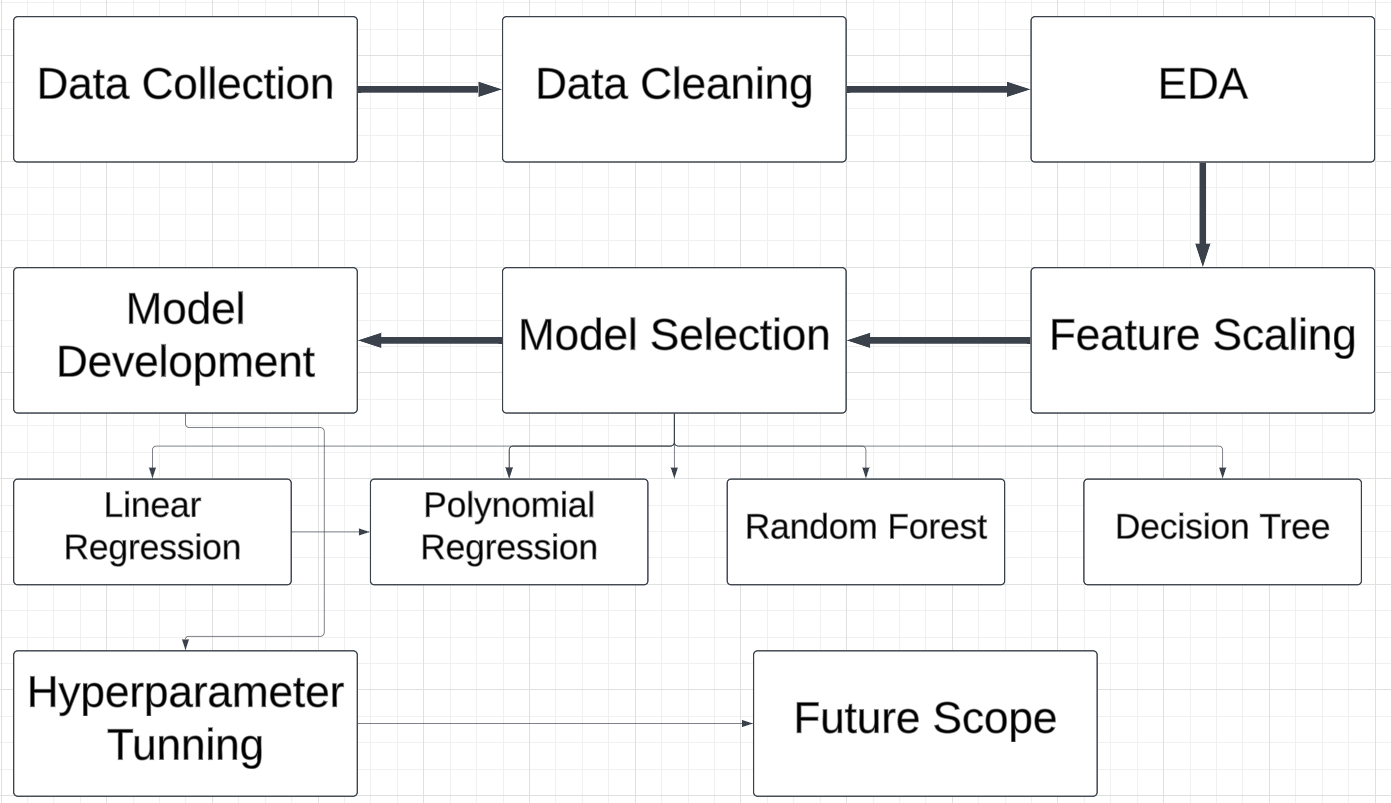 Data Collection
Data Cleaning
EDA
Model
Development
Model Selection
Feature Scaling
Linear
Regression
Polynomial
Regression
Random Forest
Decision Tree
Hyperparameter
Tunning
Future Scope